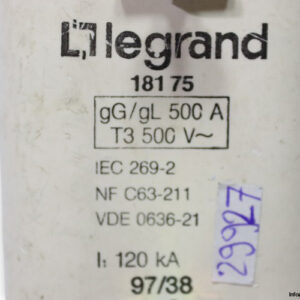 legrand
181 75
gG/gL 500 A
T3 500 V~
IEC 269-2
NF C63-211
VDE 0636-21
I₁ 120 kA
97/38
29927